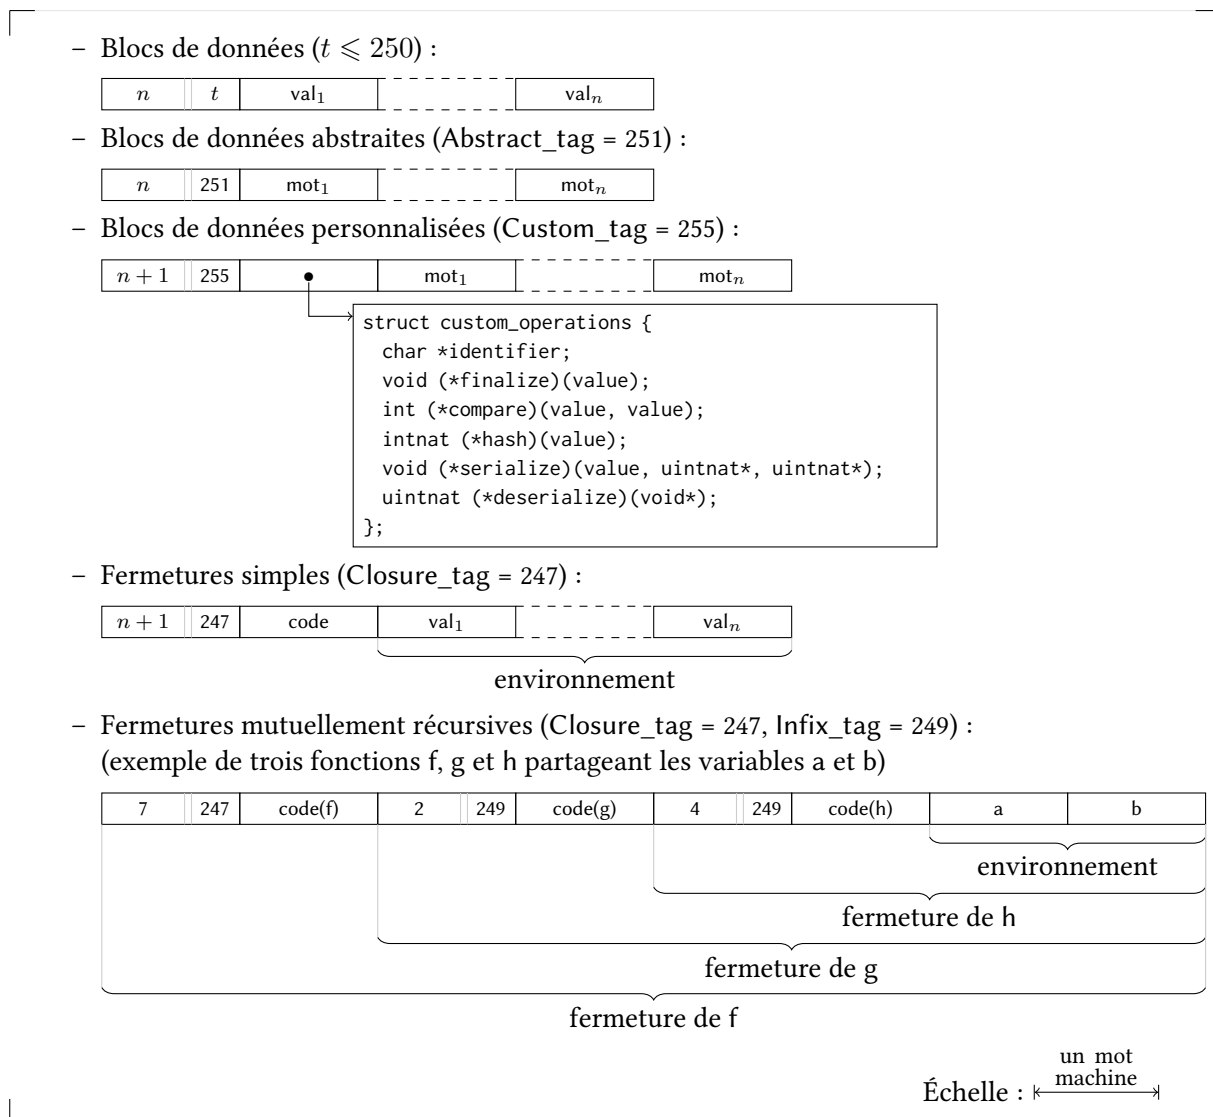 – Blocs de données (t ⩽ 250) :
n t val₁ valₙ
– Blocs de données abstraites (Abstract_tag = 251) :
n 251 mot₁ motₙ
– Blocs de données personnalisées (Custom_tag = 255) :
n + 1 255 mot₁ motₙ
struct custom_operations {
char *identifier;
void (*finalize)(value);
int (*compare)(value, value);
intnat (*hash)(value);
void (*serialize)(value, uintnat*, uintnat*);
uintnat (*deserialize)(void*);
};
– Fermetures simples (Closure_tag = 247) :
n + 1 247 code val₁ valₙ
environnement
– Fermetures mutuellement récursives (Closure_tag = 247, Infix_tag = 249) :
(exemple de trois fonctions f, g et h partageant les variables a et b)
7 247 code(f) 2 249 code(g) 4 249 code(h) a b
environnement
fermeture de h
fermeture de g
fermeture de f
un mot
Échelle : machine